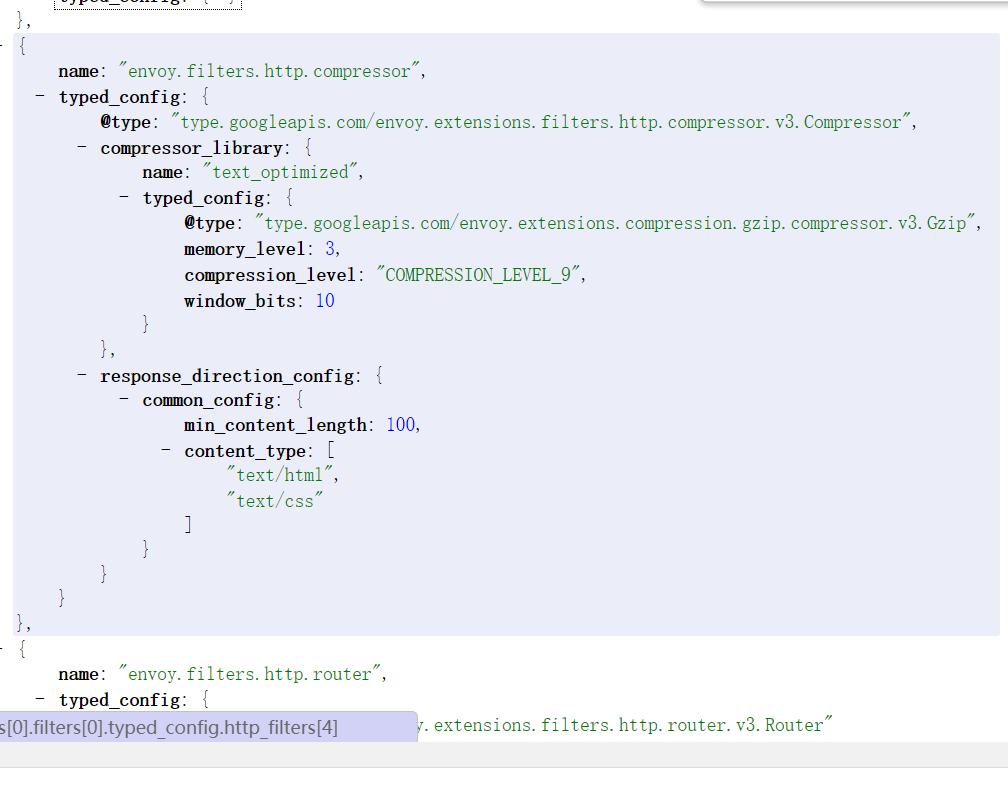 typed_config: {
},
- {
name: "envoy.filters.http.compressor",
- typed_config: {
@type: "type.googleapis.com/envoy.extensions.filters.http.compressor.v3.Compressor",
- compressor_library: {
name: "text_optimized",
- typed_config: {
@type: "type.googleapis.com/envoy.extensions.compression.gzip.compressor.v3.Gzip",
memory_level: 3,
compression_level: "COMPRESSION_LEVEL_9",
window_bits: 10
}
},
- response_direction_config: {
- common_config: {
min_content_length: 100,
- content_type: [
"text/html",
"text/css"
]
}
}
}
},
- {
name: "envoy.filters.http.router",
- typed_config: {
s[0].filters[0].typed_config.http_filters[4] y.extensions.filters.http.router.v3.Router"